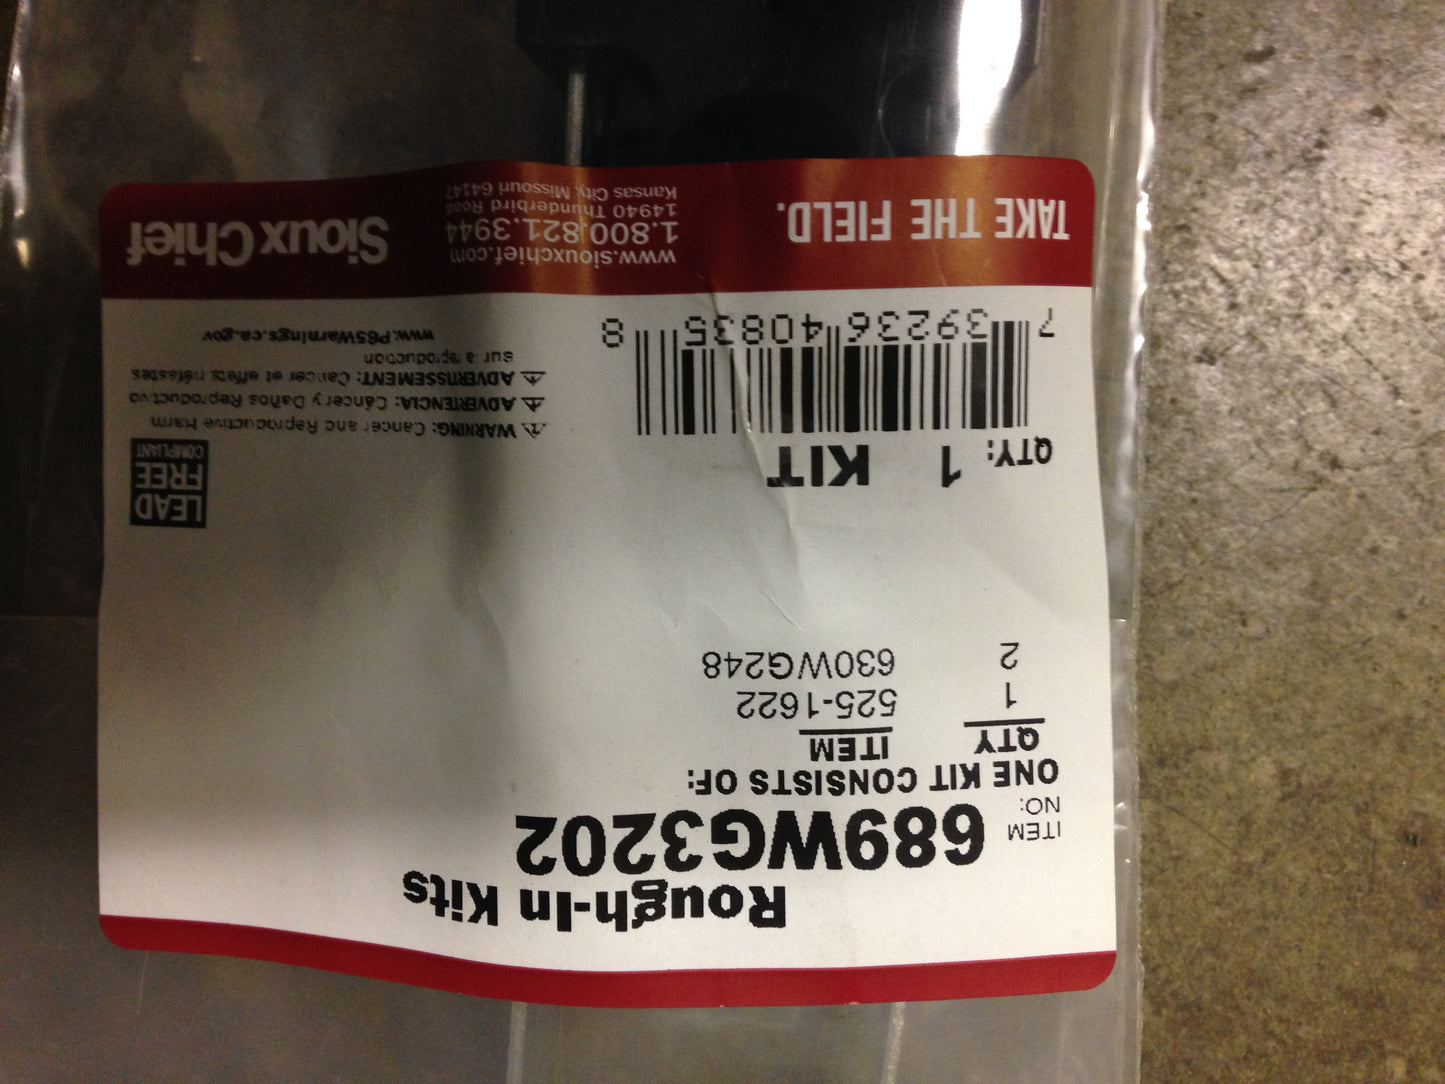 Rough-In Kits
ITEM NO: 689WG3202
ONE KIT CONSISTS OF:
QTY ITEM
1 525-1622
2 630WG248
QTY: 1 KIT
7 39236 40835 8
LEAD
FREE
COMPLIANT
⚠ WARNING: Cancer and Reproductive Harm
⚠ ADVERTENCIA: Cáncer y Daños Reproductivo
⚠ ADVERTISSEMENT: Cancer et effets néfastes
sur a reproduction
www.P65Warnings.ca.gov
TAKE THE FIELD.
www.siouxchief.com
1.800.821.3944
14940 Thunderbird Road
Kansas City, Missouri 64147
Sioux Chief